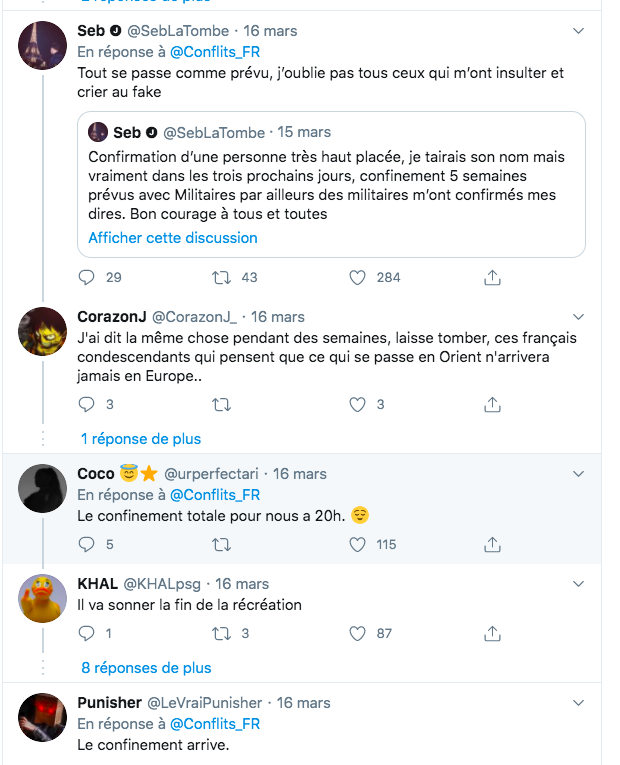 Seb @SebLaTombe · 16 mars
En réponse à @Conflits_FR
Tout se passe comme prévu, j'oublie pas tous ceux qui m'ont insulter et
crier au fake
Seb @SebLaTombe · 15 mars
Confirmation d'une personne très haut placée, je tairais son nom mais
vraiment dans les trois prochains jours, confinement 5 semaines
prévus avec Militaires par ailleurs des militaires m'ont confirmés mes
dires. Bon courage à tous et toutes
Afficher cette discussion
29 43 284
CorazonJ @CorazonJ_ · 16 mars
J'ai dit la même chose pendant des semaines, laisse tomber, ces français
condescendants qui pensent que ce qui se passe en Orient n'arrivera
jamais en Europe..
3 3
1 réponse de plus
Coco 😇⭐ @urperfectari · 16 mars
En réponse à @Conflits_FR
Le confinement totale pour nous a 20h. 😌
5 115
KHAL @KHALpsg · 16 mars
Il va sonner la fin de la récréation
1 3 87
8 réponses de plus
Punisher @LeVraiPunisher · 16 mars
En réponse à @Conflits_FR
Le confinement arrive.